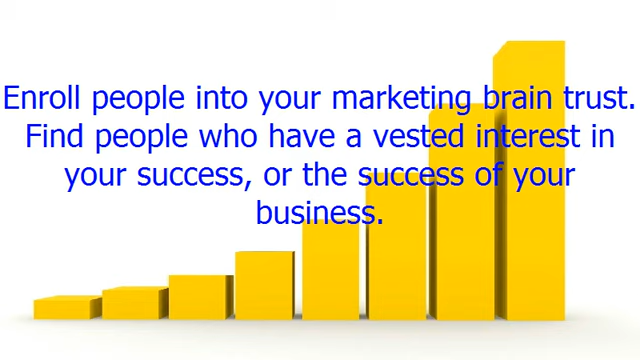 Enroll people into your marketing brain trust.
Find people who have a vested interest in
your success, or the success of your
business.